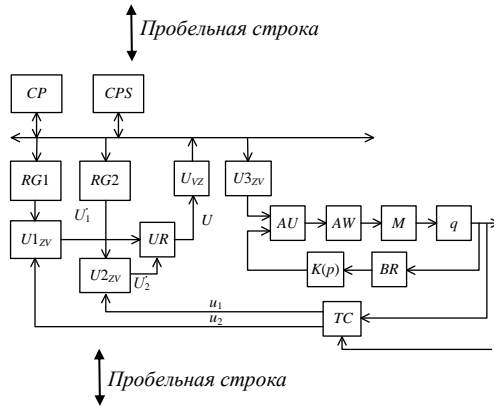 Пробельная строка
CP CPS
RG1 RG2 U_VZ U3_ZV
U′_1 U
U1_ZV UR AU AW M q
U2_ZV U′_2 K(p) BR
u_1
u_2 TC
Пробельная строка